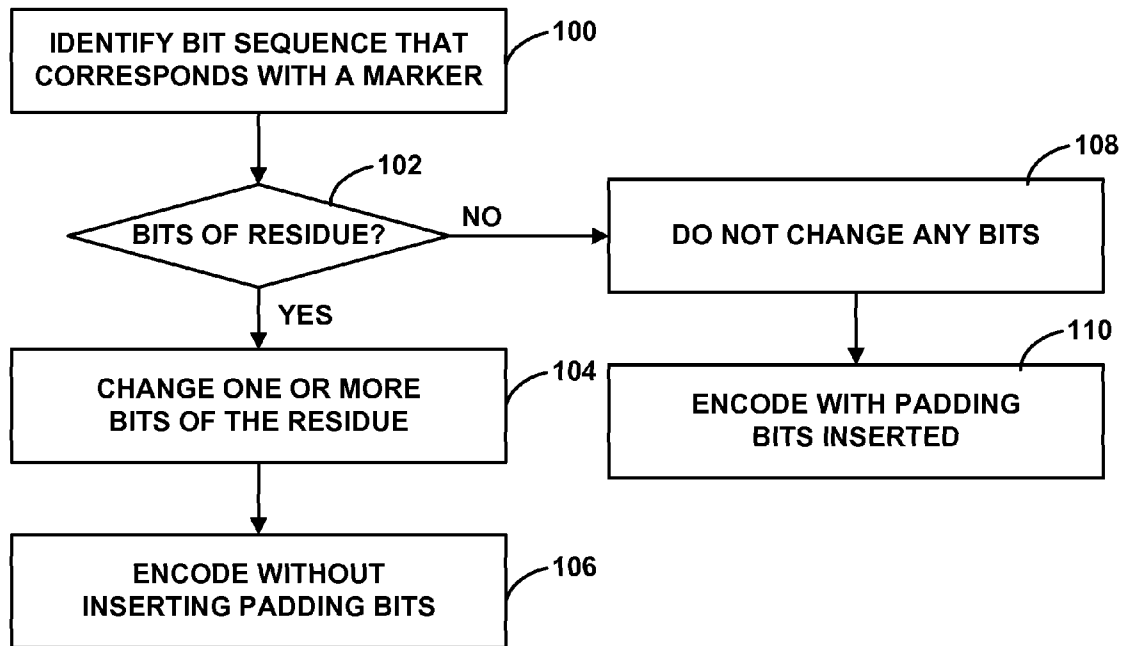 IDENTIFY BIT SEQUENCE THAT
CORRESPONDS WITH A MARKER
100
102
BITS OF RESIDUE?
NO
YES
108
DO NOT CHANGE ANY BITS
104
CHANGE ONE OR MORE
BITS OF THE RESIDUE
110
ENCODE WITH PADDING
BITS INSERTED
106
ENCODE WITHOUT
INSERTING PADDING BITS